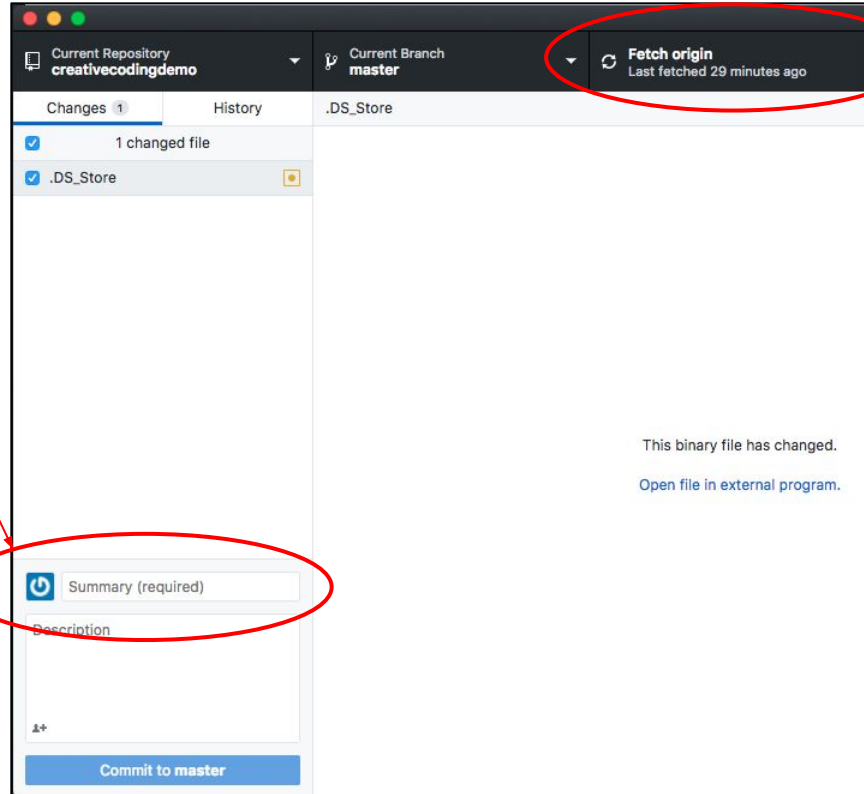 Current Repository
creativecodingdemo
Current Branch
master
Fetch origin
Last fetched 29 minutes ago
Changes 1
History
.DS_Store
1 changed file
.DS_Store
This binary file has changed.
Open file in external program.
Summary (required)
Description
Commit to master